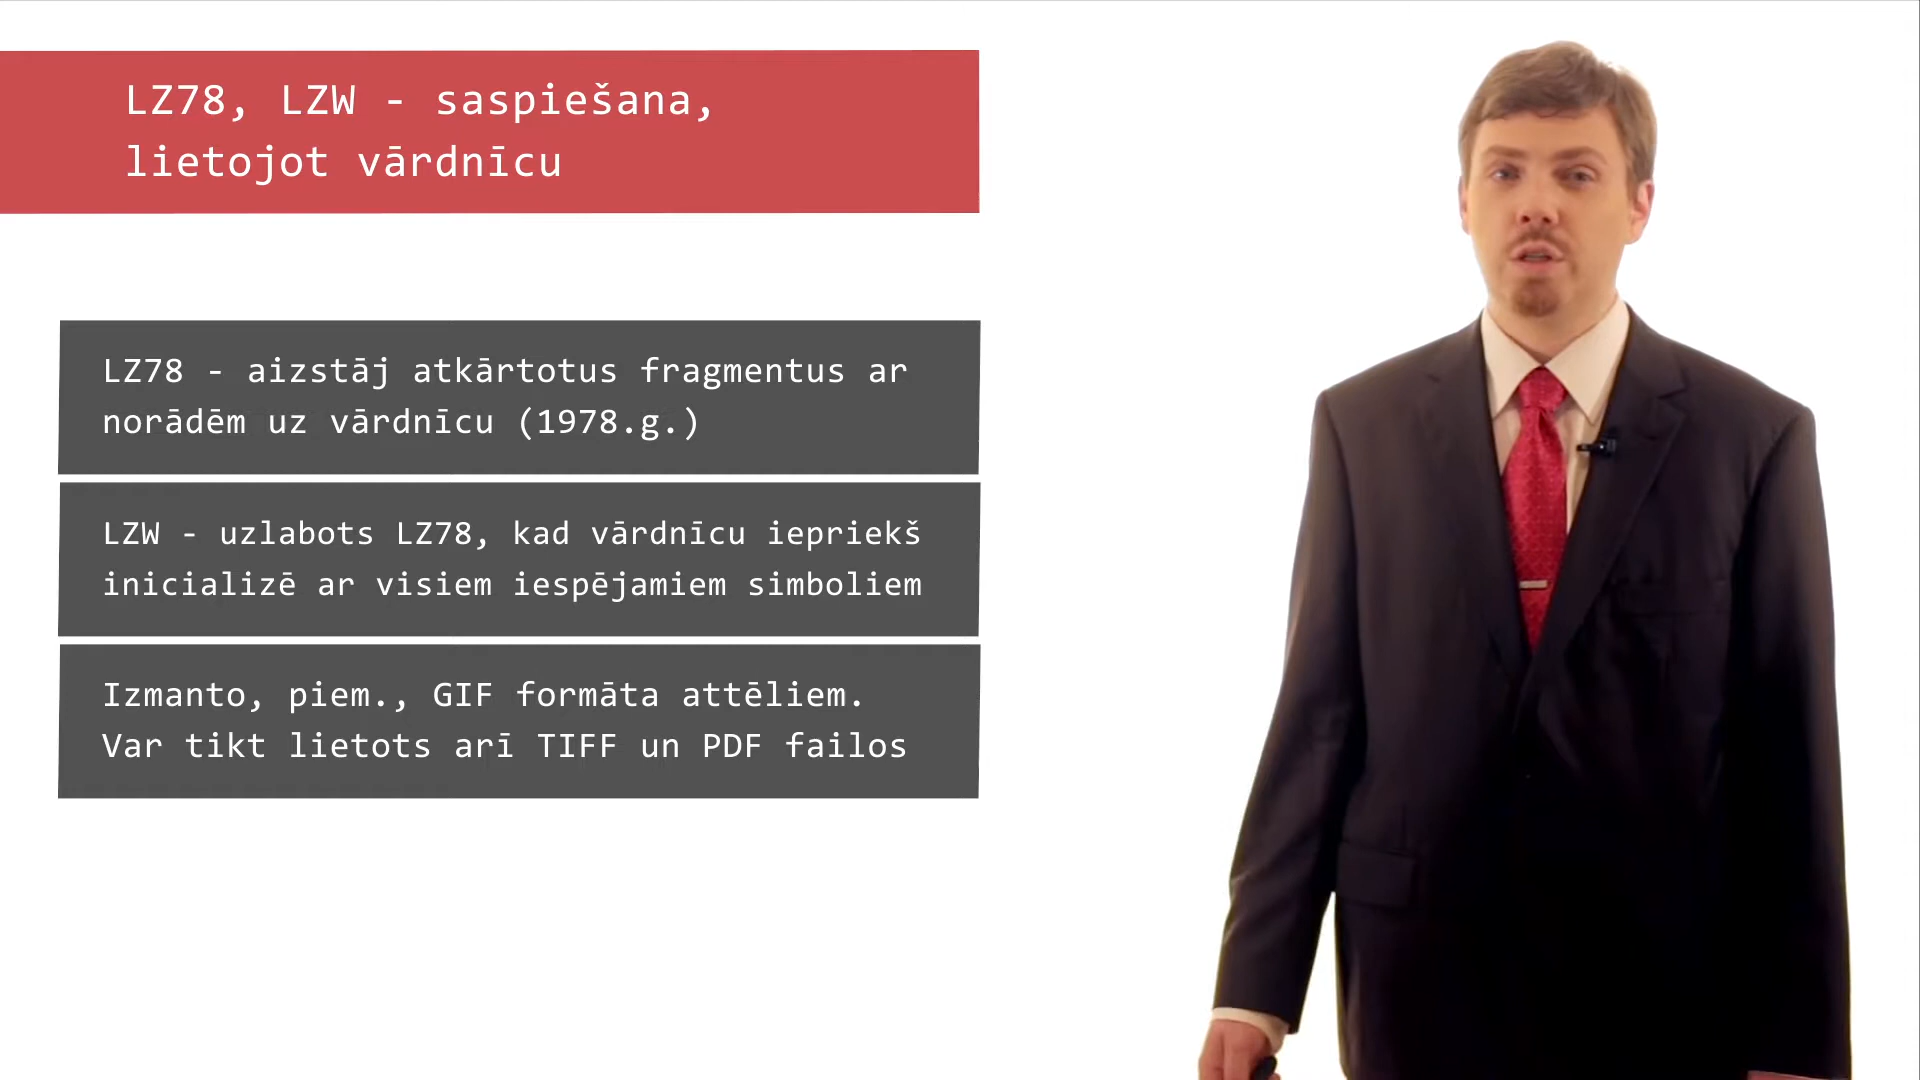 LZ78, LZW - saspiešana,
lietojot vārdnīcu
LZ78 - aizstāj atkārtotus fragmentus ar
norādēm uz vārdnīcu (1978.g.)
LZW - uzlabots LZ78, kad vārdnīcu iepriekš
inicializē ar visiem iespējamiem simboliem
Izmanto, piem., GIF formāta attēliem.
Var tikt lietots arī TIFF un PDF failos